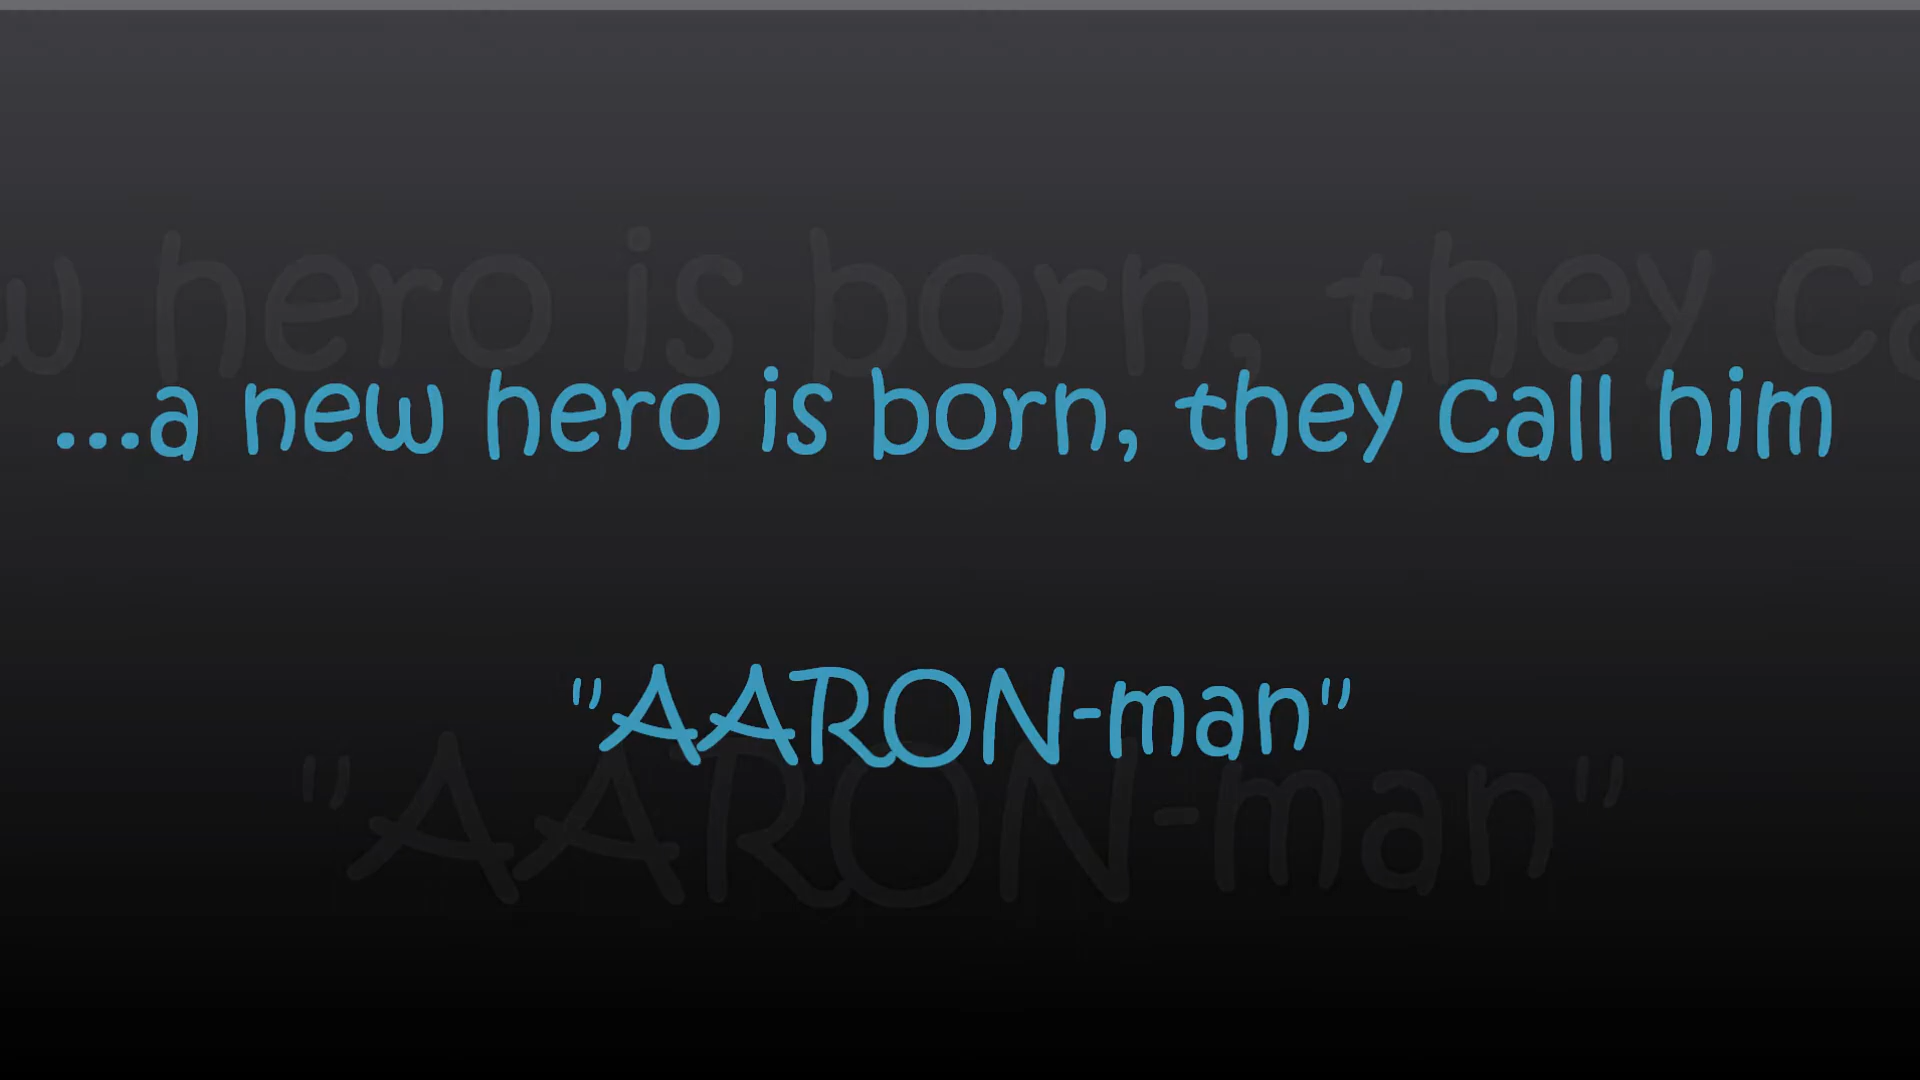 ...a new hero is born, they call him
"AARON-man"